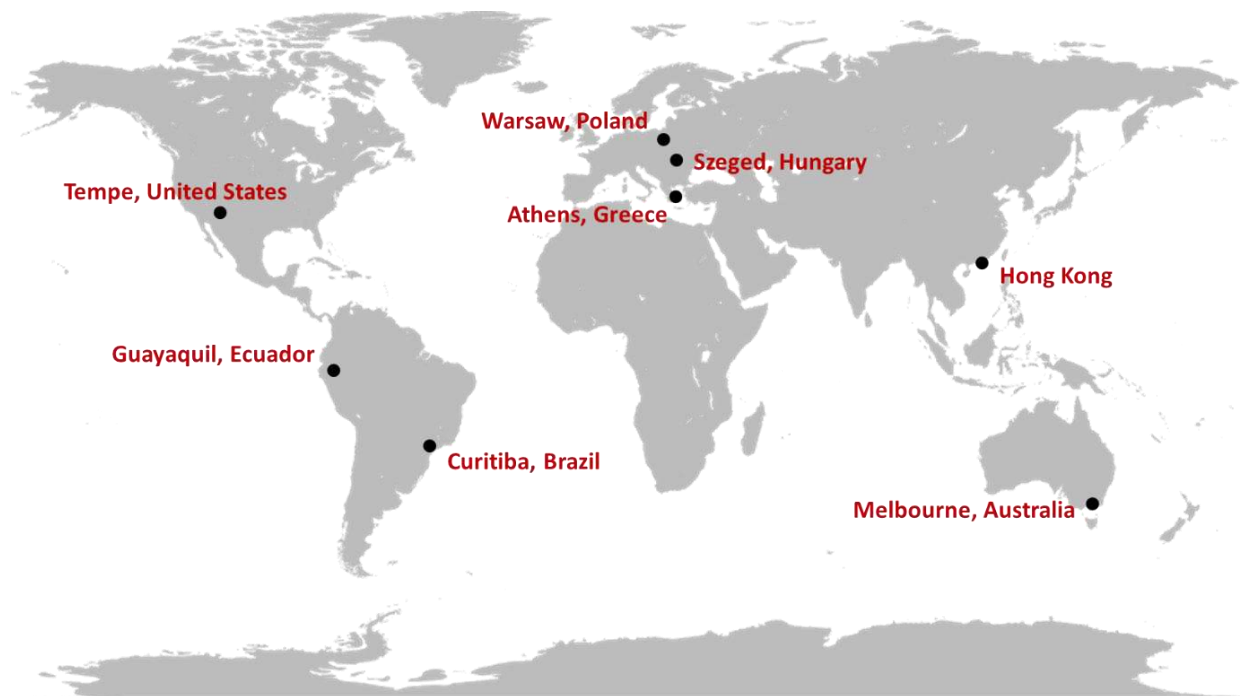 Warsaw, Poland
Szeged, Hungary
Tempe, United States
Athens, Greece
Hong Kong
Guayaquil, Ecuador
Curitiba, Brazil
Melbourne, Australia